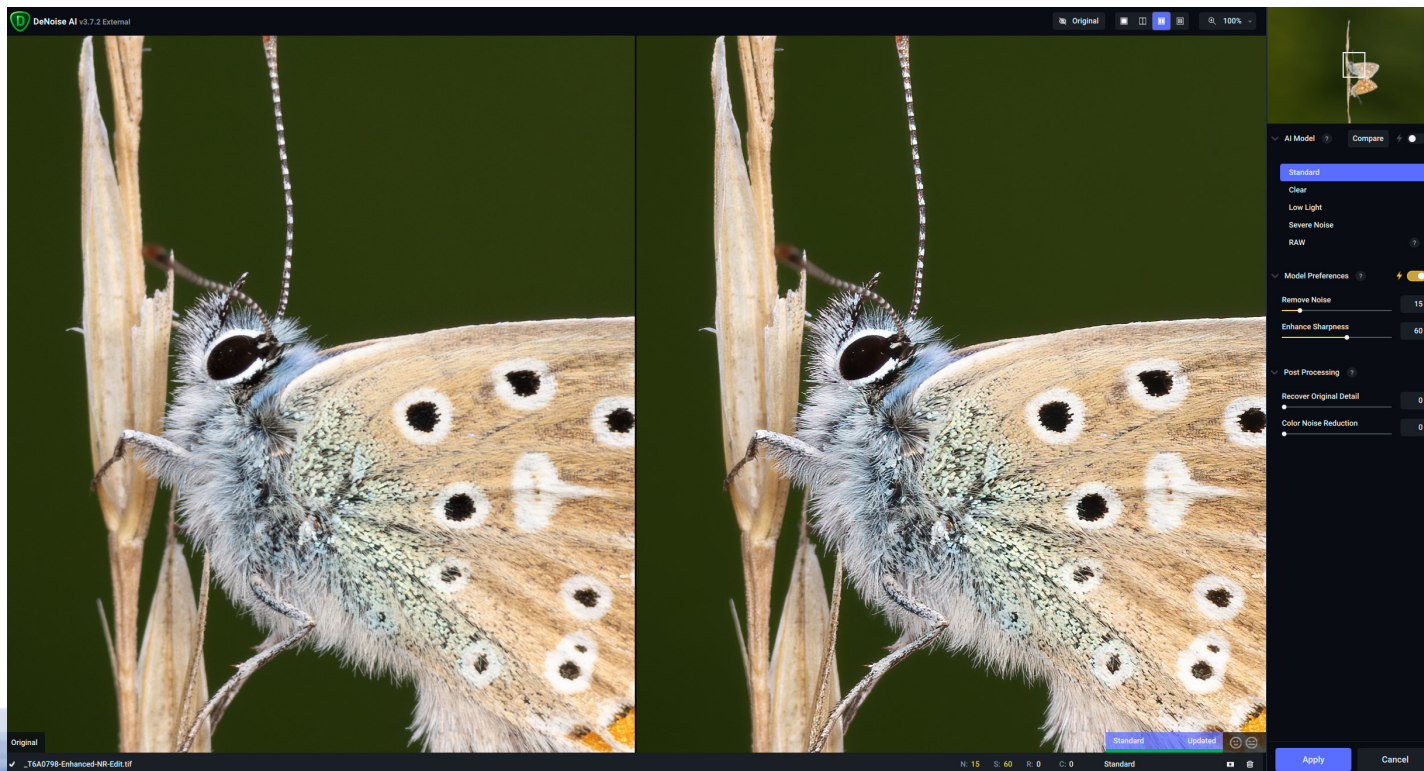 DeNoise AI v3.7.2 External
Original
100%
AI Model ?
Compare
Standard
Clear
Low Light
Severe Noise
RAW ?
Model Preferences ?
Remove Noise
15
Enhance Sharpness
60
Post Processing ?
Recover Original Detail
0
Color Noise Reduction
0
Original
Standard Updated
_T6A0798-Enhanced-NR-Edit.tif
N: 15 S: 60 R: 0 C: 0 Standard
Apply
Cancel